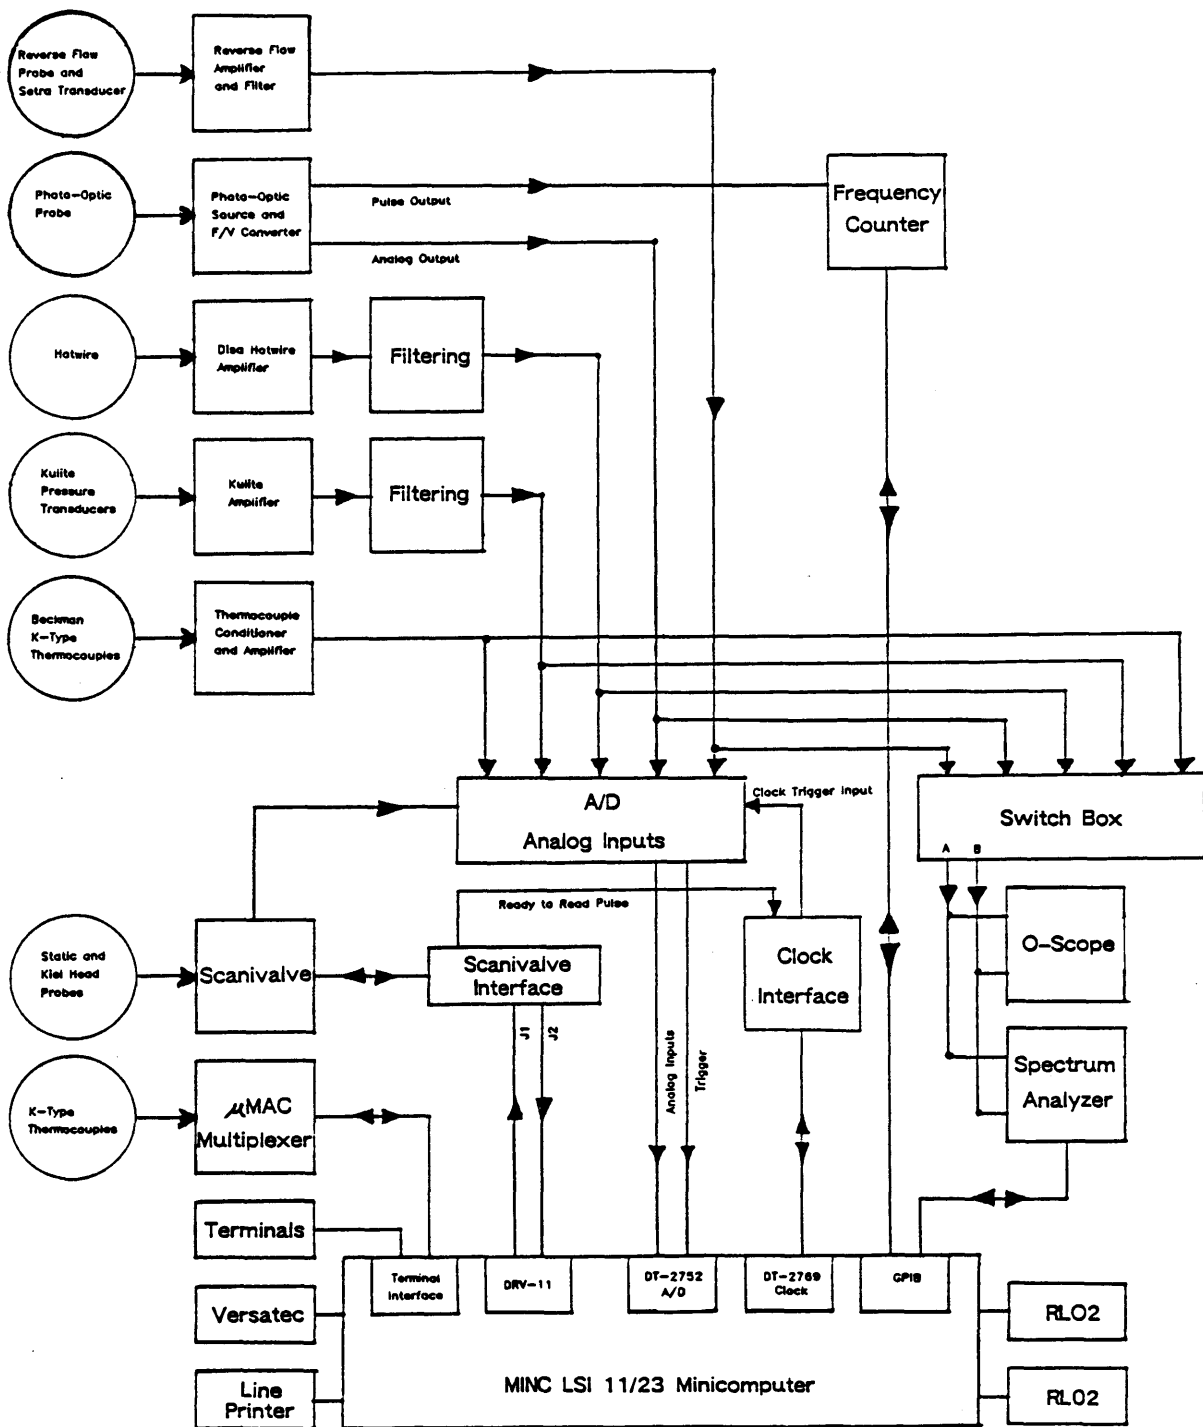 Reverse Flow
Probe and
Setra Transducer
Reverse Flow
Amplifier
and Filter
Photo-Optic
Probe
Photo-Optic
Source and
F/V Converter
Pulse Output
Analog Output
Frequency
Counter
Hotwire
Disa Hotwire
Amplifier
Filtering
Kulite
Pressure
Transducers
Kulite
Amplifier
Filtering
Beckman
K-Type
Thermocouples
Thermocouple
Conditioner
and Amplifier
A/D
Analog Inputs
Clock Trigger Input
Switch Box
A B
Ready to Read Pulse
Static and
Kiel Head
Probes
Scanivalve
Scanivalve
Interface
Clock
Interface
O-Scope
J1
J2
Analog Inputs
Trigger
K-Type
Thermocouples
μMAC
Multiplexer
Spectrum
Analyzer
Terminals
Terminal
Interface
DRV-11
DT-2752
A/D
DT-2769
Clock
GPIB
Versatec
RLO2
Line
Printer
MINC LSI 11/23 Minicomputer
RLO2